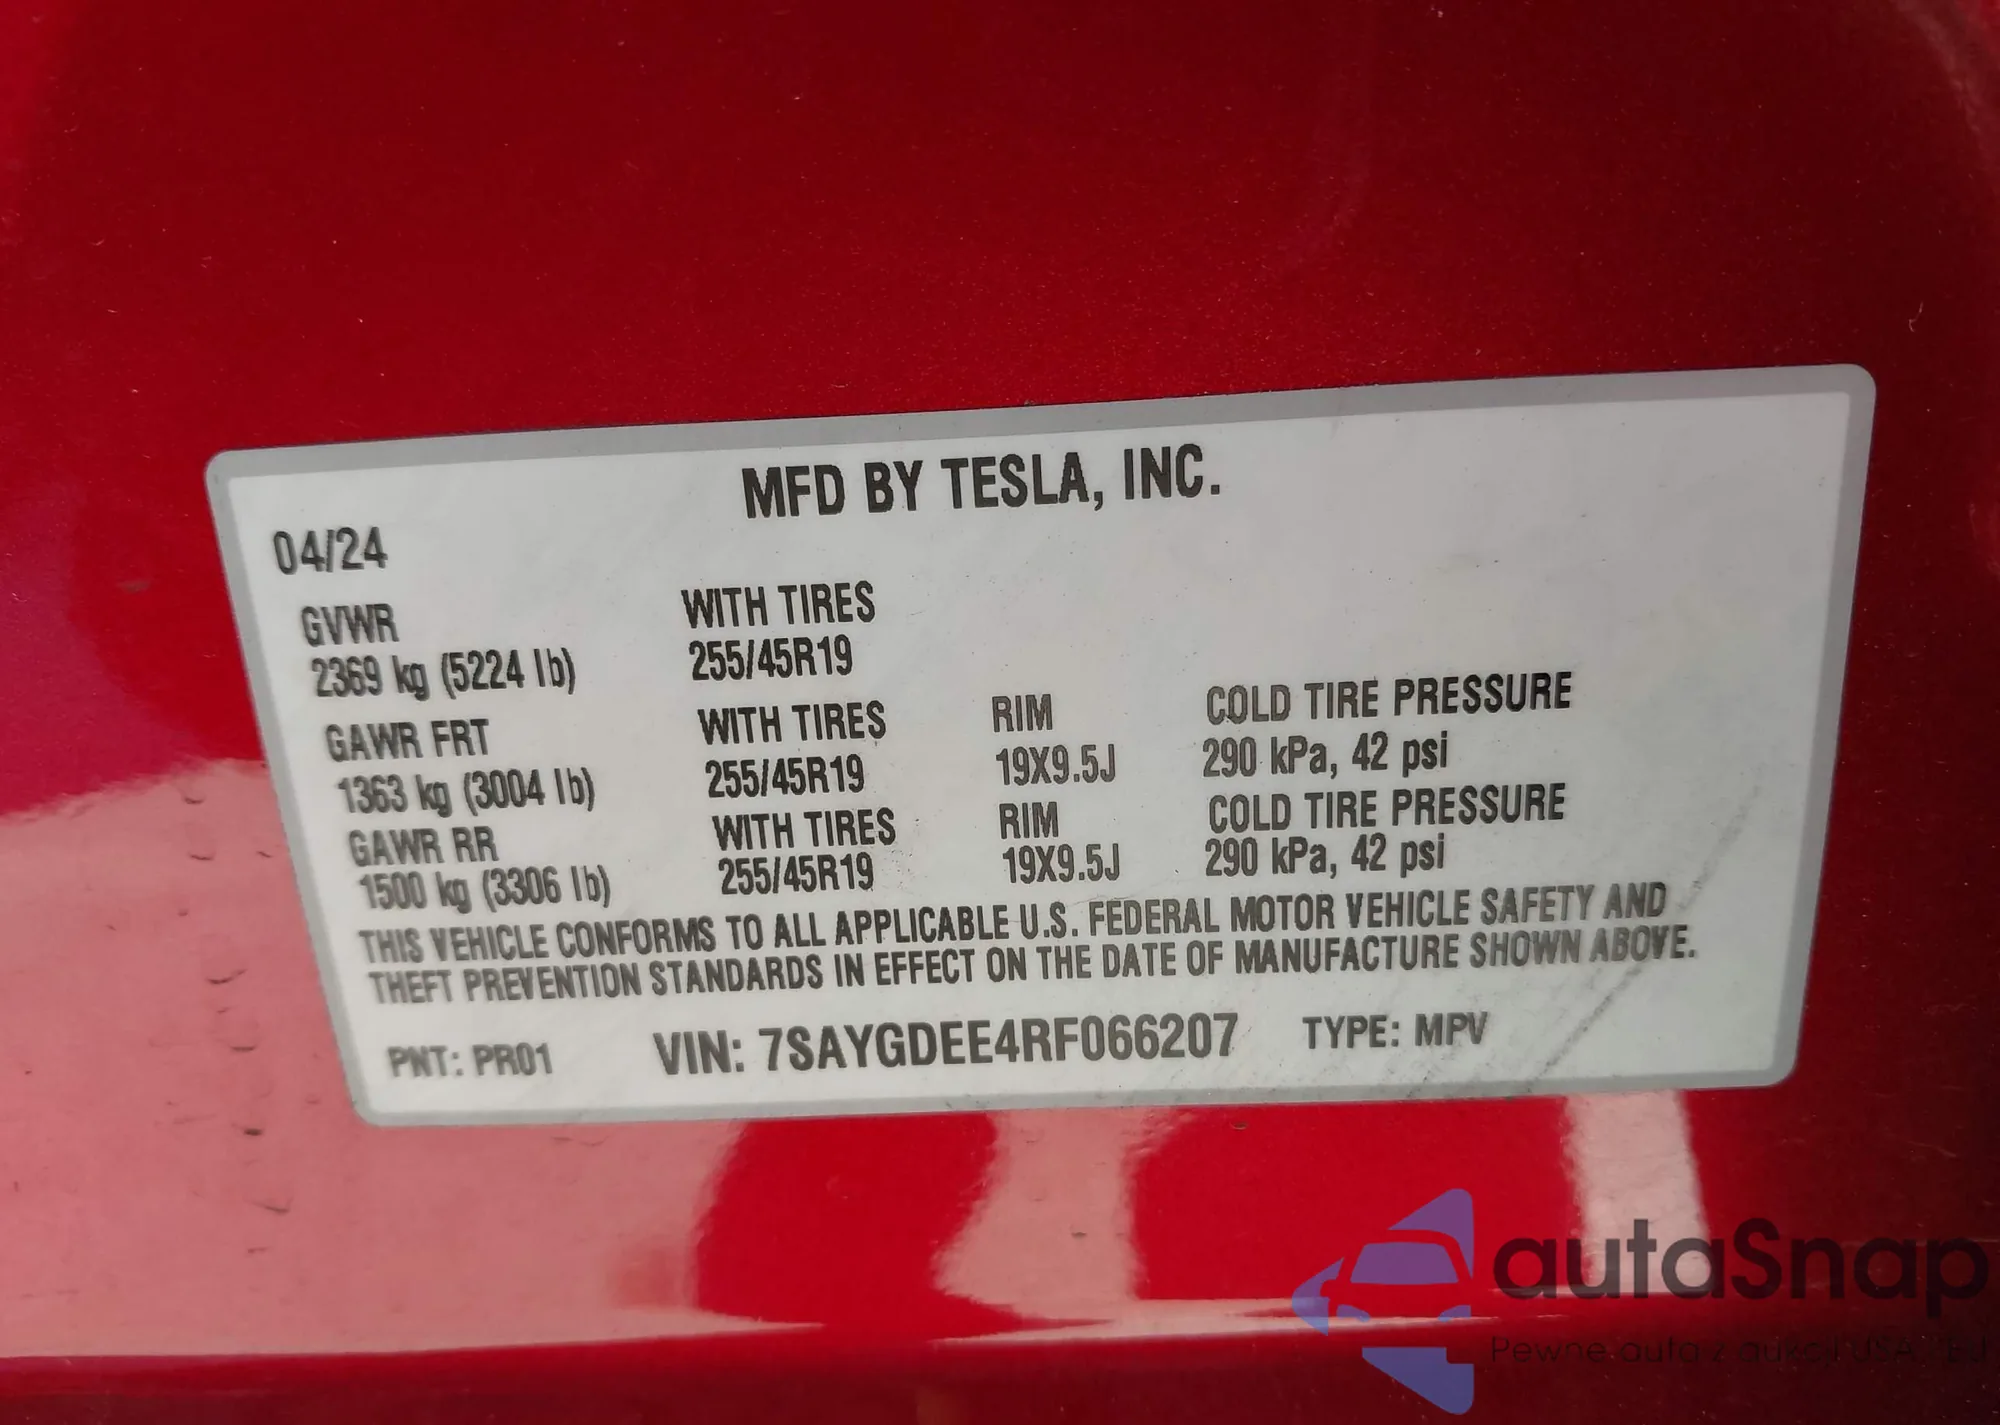 MFD BY TESLA, INC.
04/24
GVWR WITH TIRES
2369 kg (5224 lb) 255/45R19
GAWR FRT WITH TIRES RIM COLD TIRE PRESSURE
1363 kg (3004 lb) 255/45R19 19X9.5J 290 kPa, 42 psi
GAWR RR WITH TIRES RIM COLD TIRE PRESSURE
1500 kg (3306 lb) 255/45R19 19X9.5J 290 kPa, 42 psi
THIS VEHICLE CONFORMS TO ALL APPLICABLE U.S. FEDERAL MOTOR VEHICLE SAFETY AND
THEFT PREVENTION STANDARDS IN EFFECT ON THE DATE OF MANUFACTURE SHOWN ABOVE.
PNT: PR01 VIN: 7SAYGDEE4RF066207 TYPE: MPV
autaSnap
Pewne auta z aukcji USA